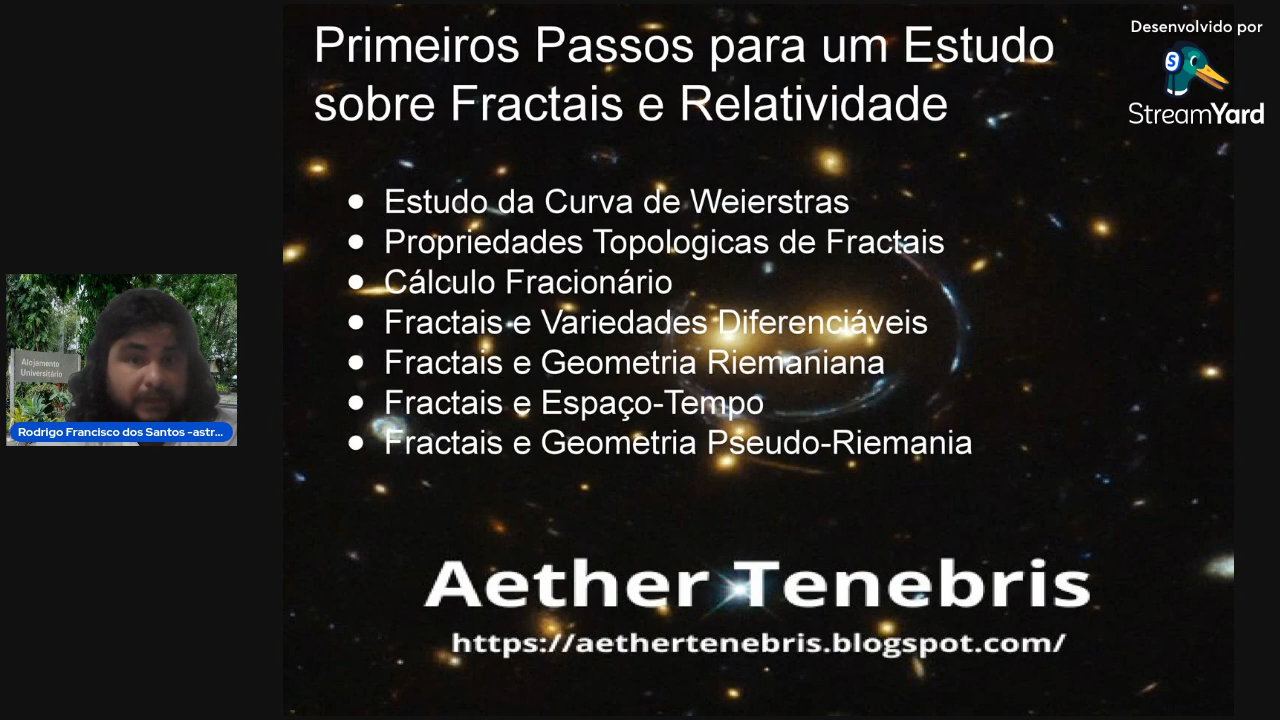 Primeiros Passos para um Estudo
sobre Fractais e Relatividade
Desenvolvido por
S
StreamYard
● Estudo da Curva de Weierstras
● Propriedades Topologicas de Fractais
● Cálculo Fracionário
● Fractais e Variedades Diferenciáveis
● Fractais e Geometria Riemaniana
● Fractais e Espaço-Tempo
● Fractais e Geometria Pseudo-Riemania
Alojamento
Universitário
Rodrigo Francisco dos Santos -astr...
Aether Tenebris
https://aethertenebris.blogspot.com/